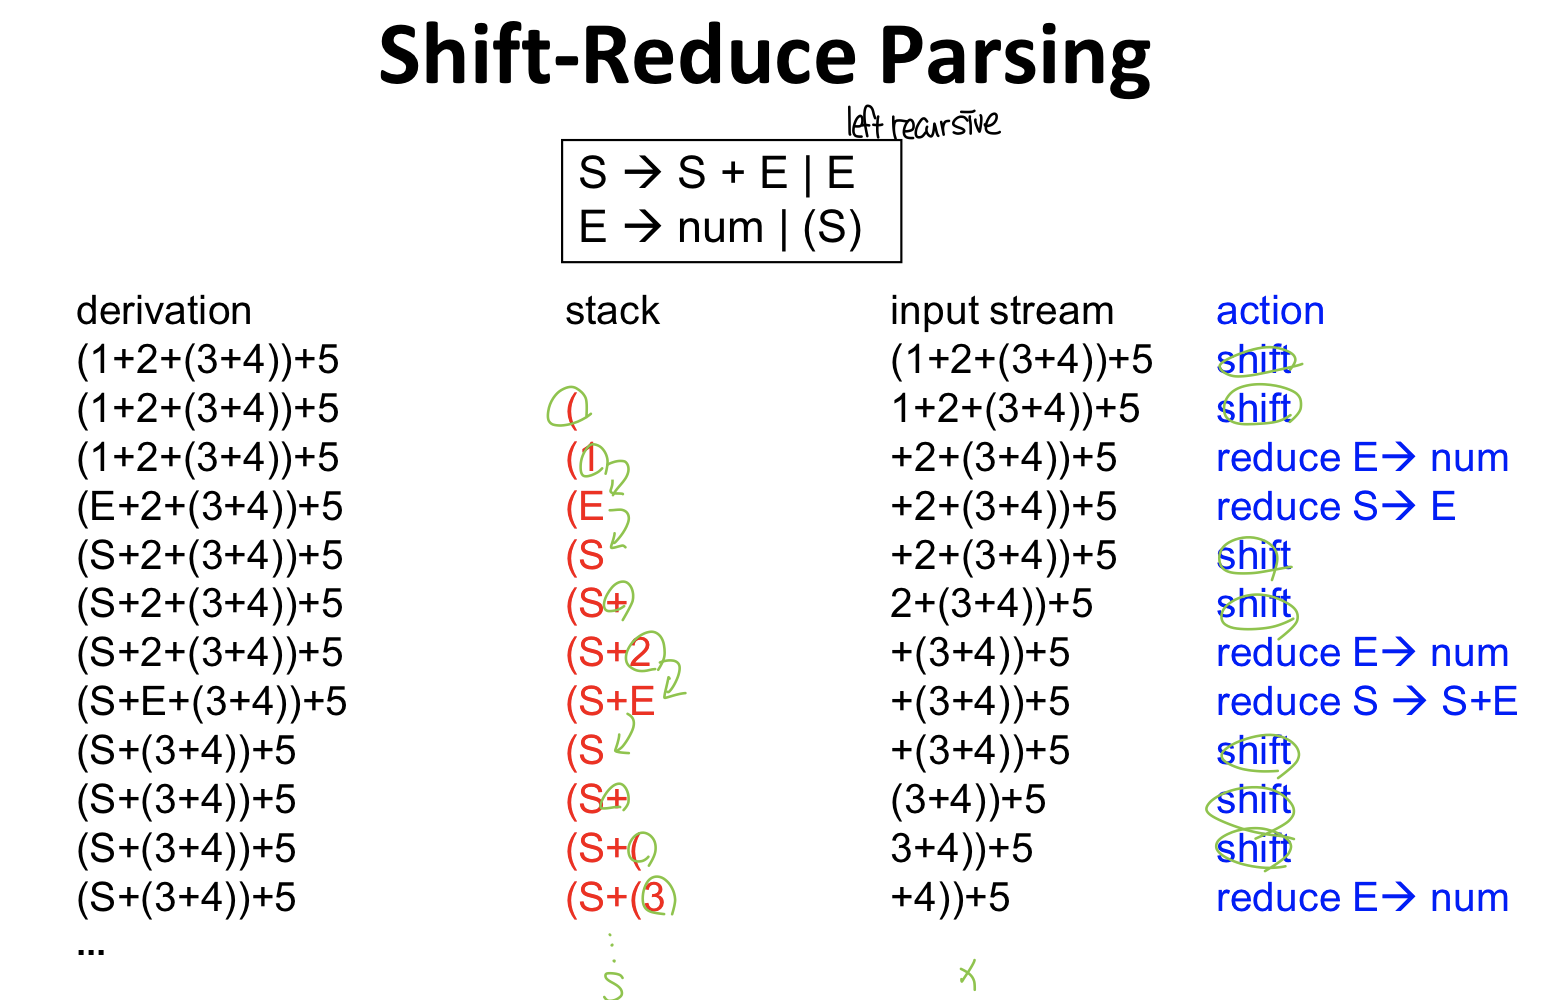 Shift-Reduce Parsing
left recursive
S → S + E | E
E → num | (S)
derivation stack input stream action
(1+2+(3+4))+5 (1+2+(3+4))+5 shift
(1+2+(3+4))+5 ( 1+2+(3+4))+5 shift
(1+2+(3+4))+5 (1 +2+(3+4))+5 reduce E→ num
(E+2+(3+4))+5 (E +2+(3+4))+5 reduce S→ E
(S+2+(3+4))+5 (S +2+(3+4))+5 shift
(S+2+(3+4))+5 (S+ 2+(3+4))+5 shift
(S+2+(3+4))+5 (S+2 +(3+4))+5 reduce E→ num
(S+E+(3+4))+5 (S+E +(3+4))+5 reduce S → S+E
(S+(3+4))+5 (S +(3+4))+5 shift
(S+(3+4))+5 (S+ (3+4))+5 shift
(S+(3+4))+5 (S+( 3+4))+5 shift
(S+(3+4))+5 (S+(3 +4))+5 reduce E→ num
...
S x